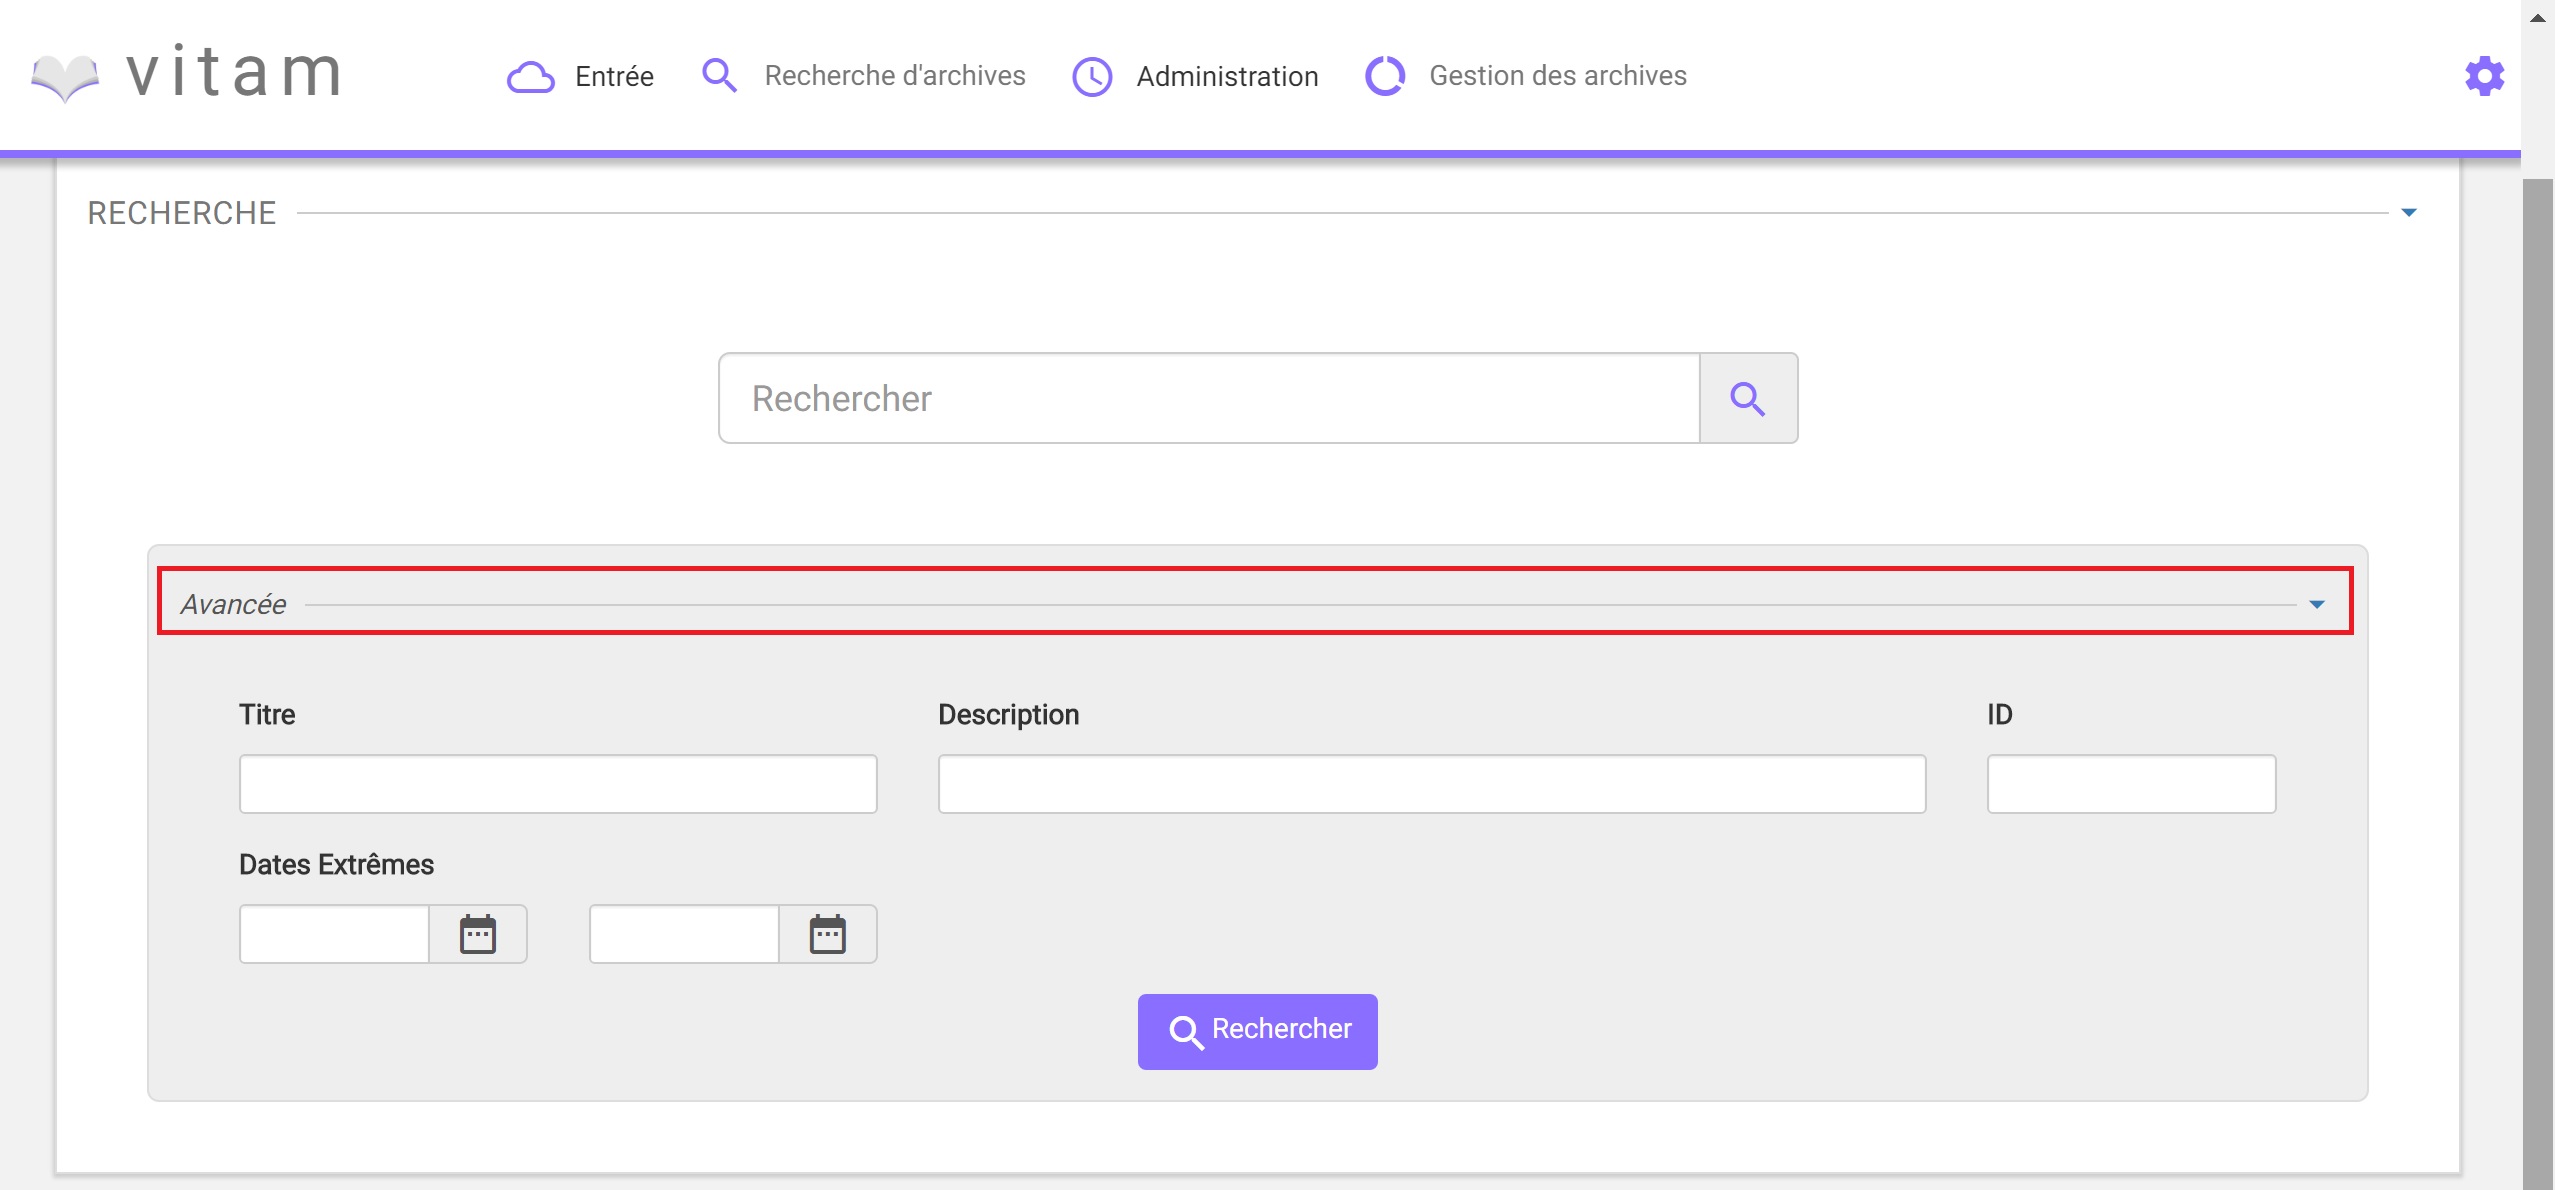 vitam
Entrée
Recherche d'archives
Administration
Gestion des archives
RECHERCHE
Rechercher
Avancée
Titre
Description
ID
Dates Extrêmes
Rechercher